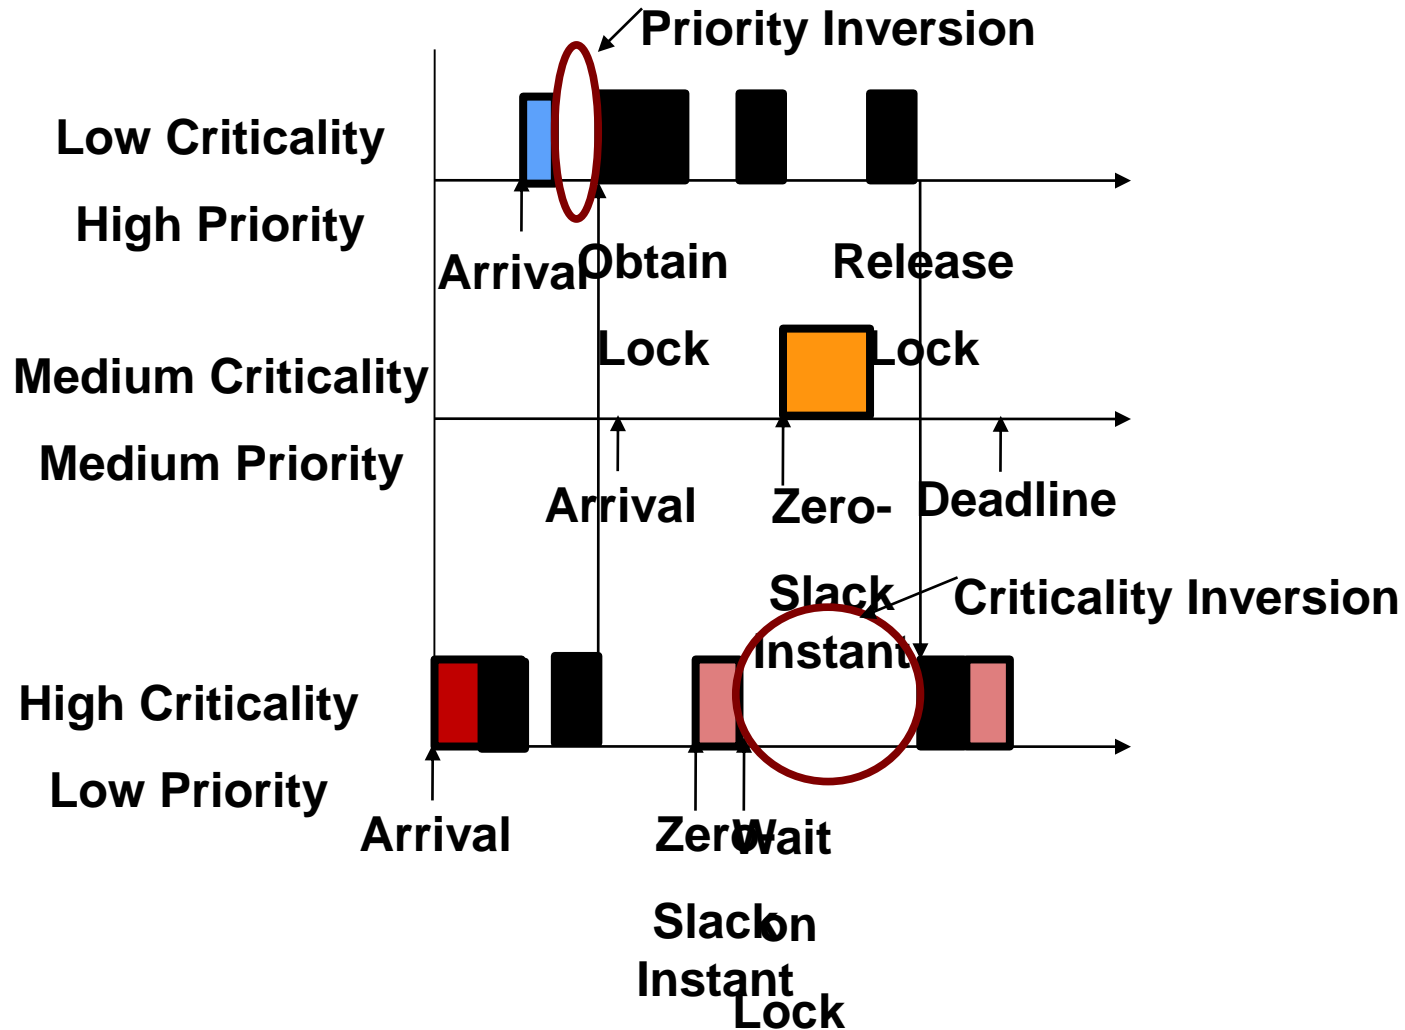 Priority Inversion
Low Criticality
High Priority
Arrival
Obtain
Lock
Release
Lock
Medium Criticality
Medium Priority
Arrival
Zero-
Slack
Instant
Deadline
Criticality Inversion
High Criticality
Low Priority
Arrival
Zero-
Slack
Instant
Wait
on
Lock